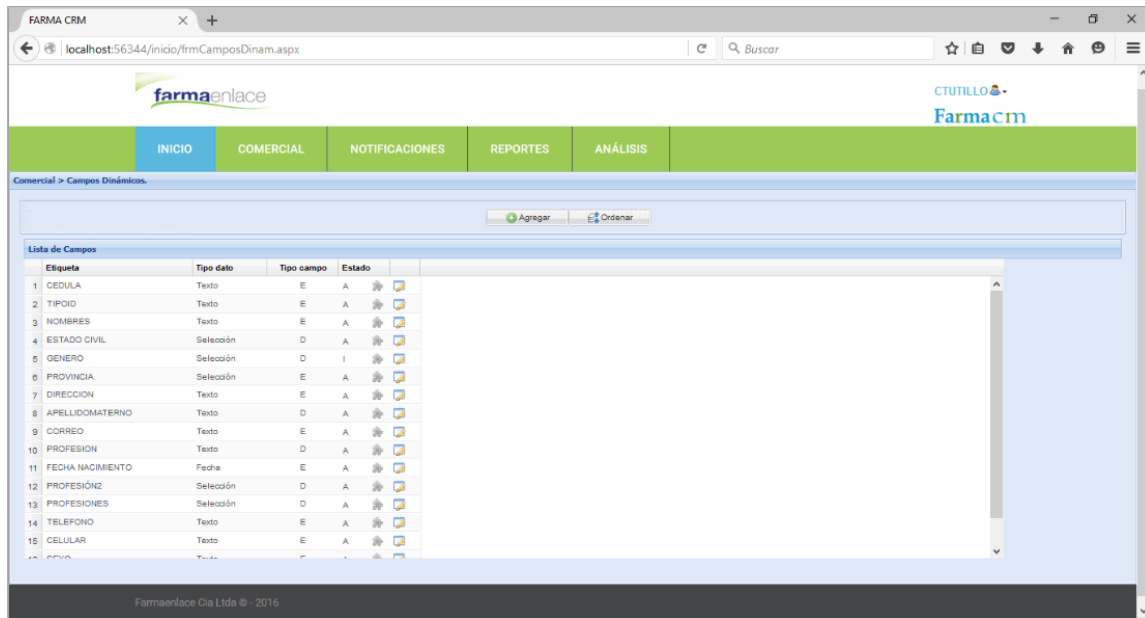 FARMA CRM
localhost:56344/inicio/frmCamposDinam.aspx
Buscar
farmaenlace
CTUTILLO
Farmacrm
INICIO COMERCIAL NOTIFICACIONES REPORTES ANÁLISIS
Comercial > Campos Dinámicos.
Agregar Ordenar
Lista de Campos
Etiqueta Tipo dato Tipo campo Estado
1 CEDULA Texto E A
2 TIPOID Texto E A
3 NOMBRES Texto E A
4 ESTADO CIVIL Selección D A
5 GENERO Selección D I
6 PROVINCIA Selección E A
7 DIRECCION Texto E A
8 APELLIDOMATERNO Texto D A
9 CORREO Texto E A
10 PROFESION Texto D A
11 FECHA NACIMIENTO Fecha E A
12 PROFESIÓN2 Selección D A
13 PROFESIONES Selección D A
14 TELEFONO Texto E A
15 CELULAR Texto E A
Farmaenlace Cia Ltda © - 2016